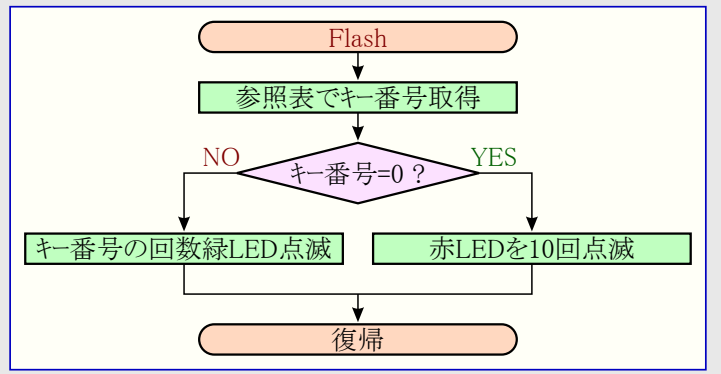 Flash
参照表でキー番号取得
NO
YES
キー番号=0 ?
キー番号の回数緑LED点滅
赤LEDを10回点滅
復帰